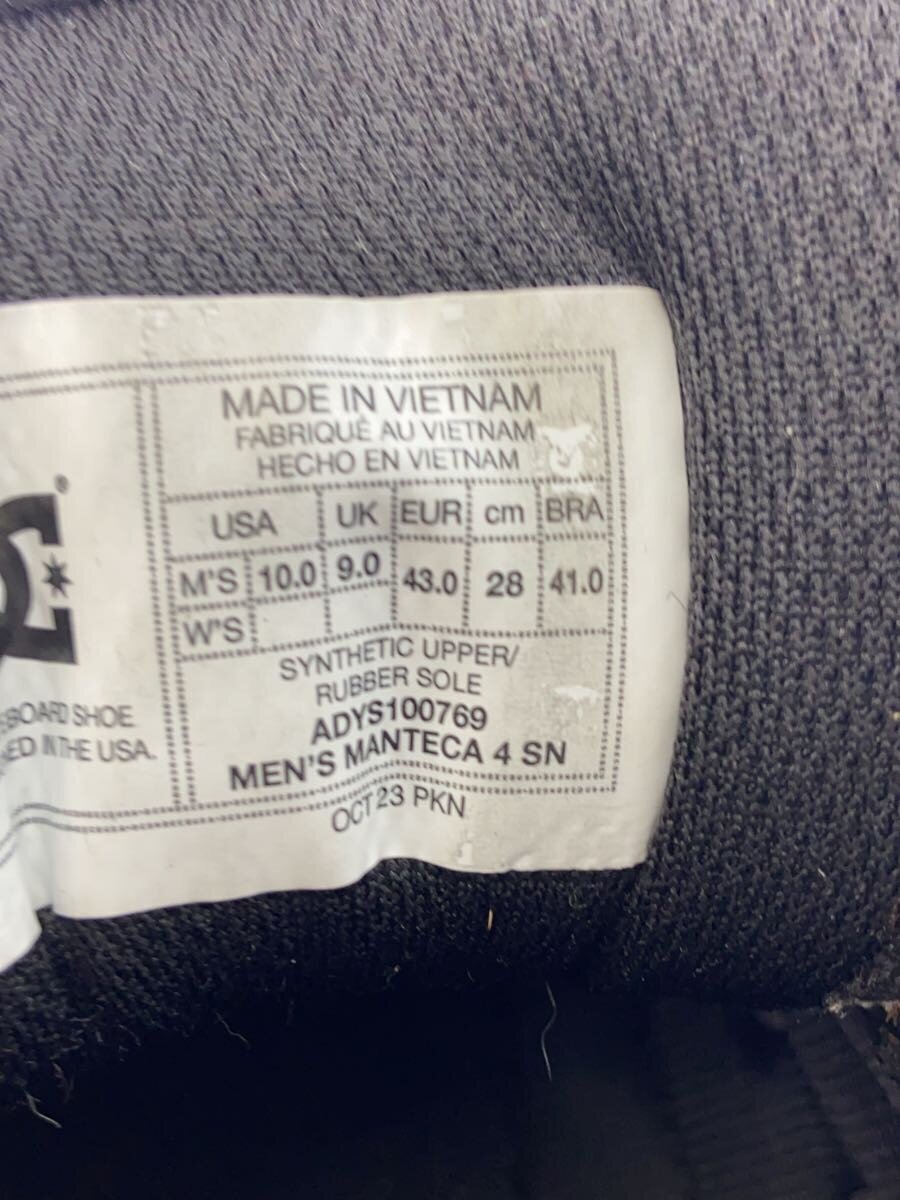 MADE IN VIETNAM
FABRIQUÉ AU VIETNAM
HECHO EN VIETNAM
USA UK EUR cm BRA
M'S 10.0 9.0 43.0 28 41.0
W'S
SYNTHETIC UPPER/
RUBBER SOLE
ADYS100769
MEN'S MANTECA 4 SN
OCT 23 PKN
C
®
SHOE
IN THE USA.